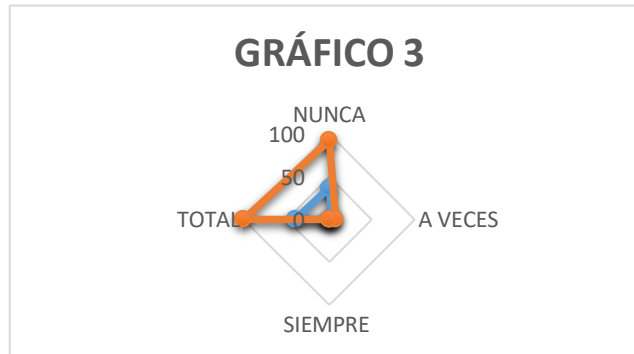 GRÁFICO 3
NUNCA
100
50
TOTAL 0 A VECES
SIEMPRE